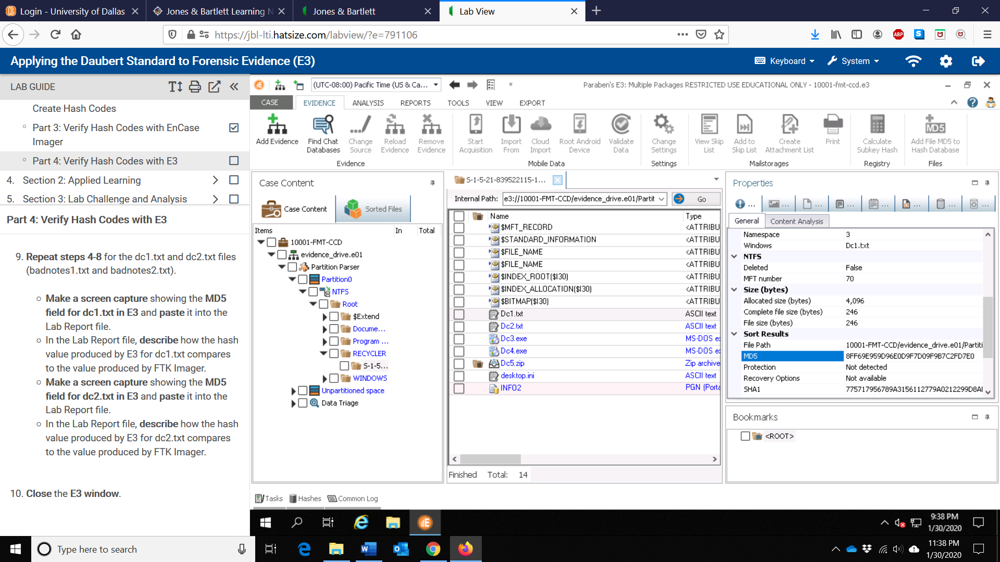 Login - University of Dallas
Jones & Bartlett Learning N
Jones & Bartlett
Lab View
https://jbl-lti.hatsize.com/labview/?e=791106
ABP
S
Applying the Daubert Standard to Forensic Evidence (E3)
Keyboard
System
LAB GUIDE
Create Hash Codes
Part 3: Verify Hash Codes with EnCase
Imager
Part 4: Verify Hash Codes with E3
4. Section 2: Applied Learning
5. Section 3: Lab Challenge and Analysis
Part 4: Verify Hash Codes with E3
9. Repeat steps 4-8 for the dc1.txt and dc2.txt files
(badnotes1.txt and badnotes2.txt).
Make a screen capture showing the MD5
field for dc1.txt in E3 and paste it into the
Lab Report file.
In the Lab Report file, describe how the hash
value produced by E3 for dc1.txt compares
to the value produced by FTK Imager.
Make a screen capture showing the MD5
field for dc2.txt in E3 and paste it into the
Lab Report file.
In the Lab Report file, describe how the hash
value produced by E3 for dc2.txt compares
to the value produced by FTK Imager.
10. Close the E3 window.
(UTC-08:00) Pacific Time (US & Ca...
Paraben's E3: Multiple Packages RESTRICTED USE EDUCATIONAL ONLY - 10001-fmt-ccd.e3
CASE
EVIDENCE
ANALYSIS
REPORTS
TOOLS
VIEW
EXPORT
Add Evidence
Find Chat
Databases
Change
Source
Reload
Evidence
Remove
Evidence
Evidence
Start
Acquisition
Import
From
Cloud
Import
Root Android
Device
Validate
Data
Mobile Data
Change
Settings
Settings
View Skip
List
Add to
Skip List
Create
Attachment List
Print
Mailstorages
Calculate
Subkey Hash
Registry
MD5
Add File MD5 to
Hash Database
Files
Case Content
Case Content
Sorted Files
Items In Total
10001-FMT-CCD
evidence_drive.e01
Partition Parser
Partition0
NTFS
Root
$Extend
Docume...
Program ...
RECYCLER
S-1-5...
WINDOWS
Unpartitioned space
Data Triage
S-1-5-21-839522115-1...
Internal Path: e3://10001-FMT-CCD/evidence_drive.e01/Partit Go
Name Type
$MFT_RECORD <ATTRIBU
$STANDARD_INFORMATION <ATTRIBU
$FILE_NAME <ATTRIBU
$FILE_NAME <ATTRIBU
$INDEX_ROOT($I30) <ATTRIBU
$INDEX_ALLOCATION($I30) <ATTRIBU
$BITMAP($I30) <ATTRIBU
Dc1.txt ASCII text
Dc2.txt ASCII text
Dc3.exe MS-DOS e
Dc4.exe MS-DOS e
Dc5.zip Zip archive
desktop.ini ASCII text
INFO2 PGN (Porta
Finished Total: 14
Properties
General
Content Analysis
Namespace 3
Windows Dc1.txt
NTFS
Deleted False
MFT number 70
Size (bytes)
Allocated size (bytes) 4,096
Complete file size (bytes) 246
File size (bytes) 246
Sort Results
File Path 10001-FMT-CCD/evidence_drive.e01/Partiti
MD5 8FF69E959D96E0D9F7D09F9B7C2FD7E0
Protection Not detected
Recovery Options Not available
SHA1 775717956789A3156112779A0212299D8A
Bookmarks
<ROOT>
Tasks
Hashes
Common Log
9:38 PM
1/30/2020
Type here to search
11:38 PM
1/30/2020